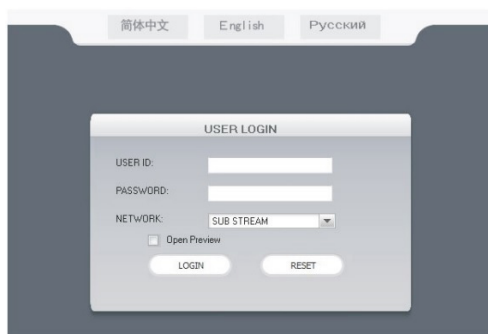 简体中文 English Русский
USER LOGIN
USER ID:
PASSWORD:
NETWORK: SUB STREAM
Open Preview
LOGIN RESET